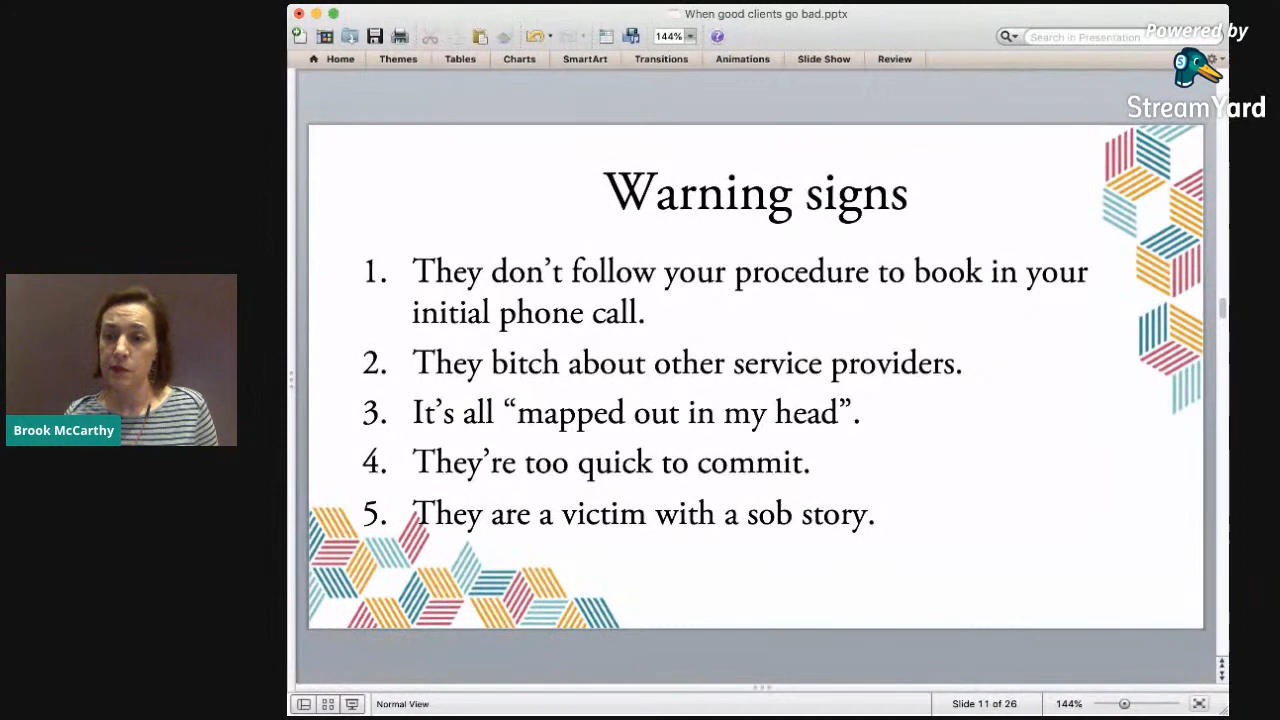 When good clients go bad.pptx
Powered by
144%
Search in Presentation
StreamYard
Home Themes Tables Charts SmartArt Transitions Animations Slide Show Review
Warning signs
1. They don’t follow your procedure to book in your
initial phone call.
2. They bitch about other service providers.
3. It’s all “mapped out in my head”.
4. They’re too quick to commit.
5. They are a victim with a sob story.
Brook McCarthy
Normal View
Slide 11 of 26
144%